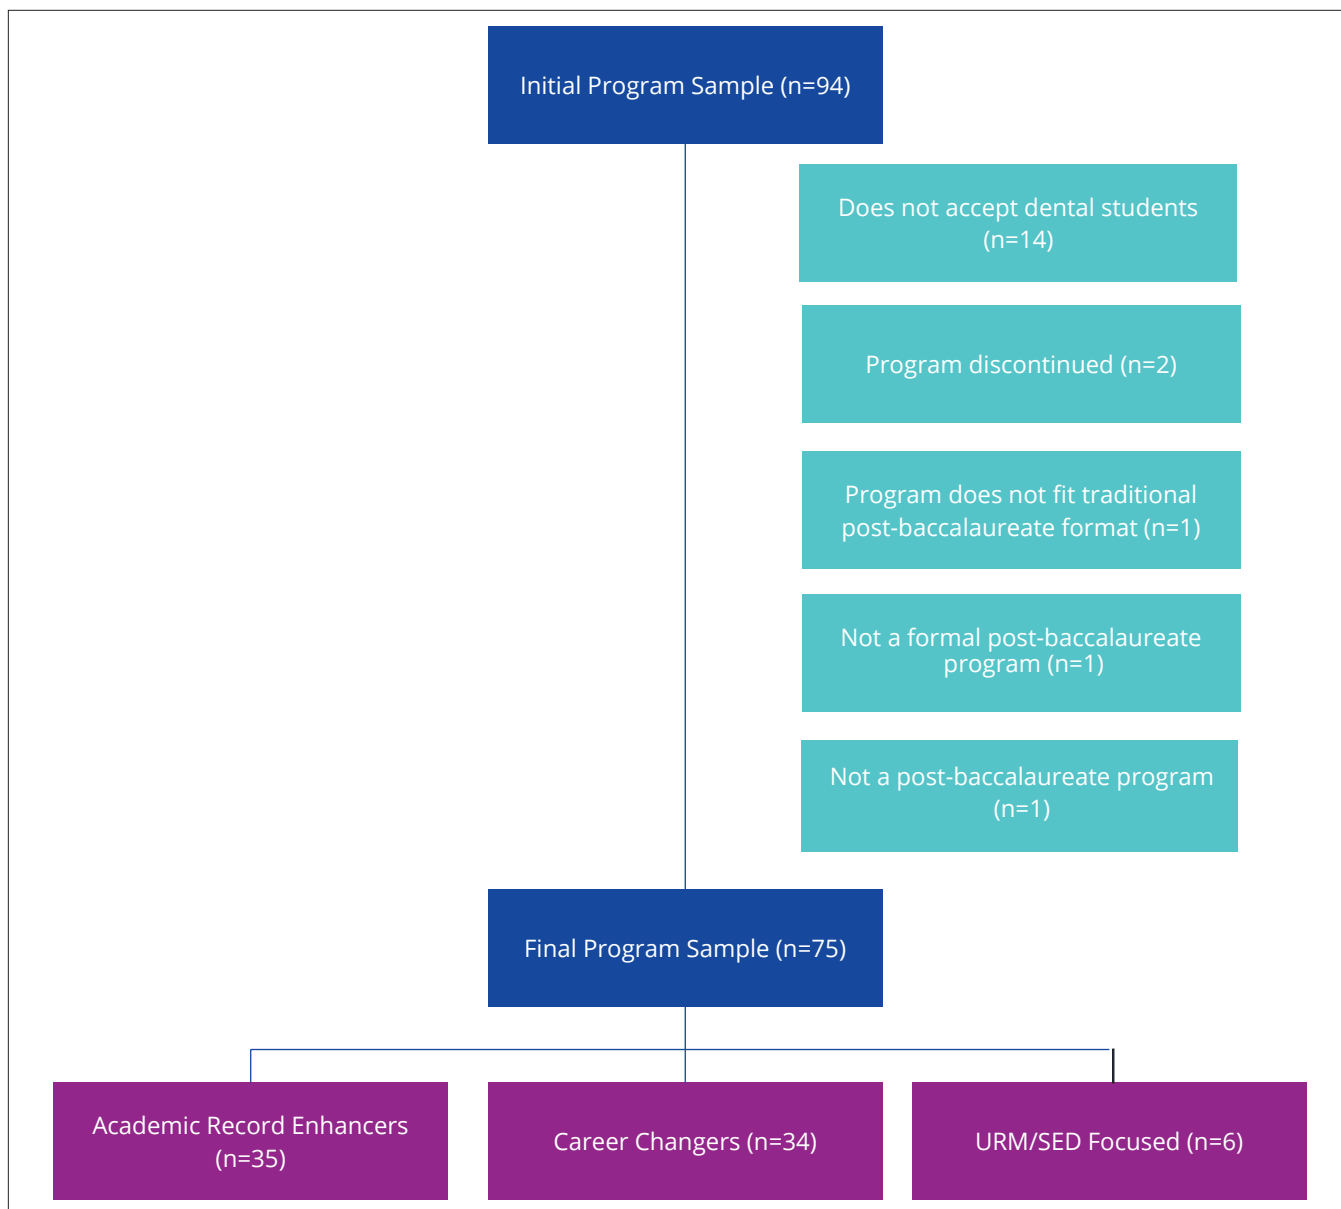 Initial Program Sample (n=94)
Does not accept dental students
(n=14)
Program discontinued (n=2)
Program does not fit traditional
post-baccalaureate format (n=1)
Not a formal post-baccalaureate
program (n=1)
Not a post-baccalaureate program
(n=1)
Final Program Sample (n=75)
Academic Record Enhancers
(n=35)
Career Changers (n=34)
URM/SED Focused (n=6)